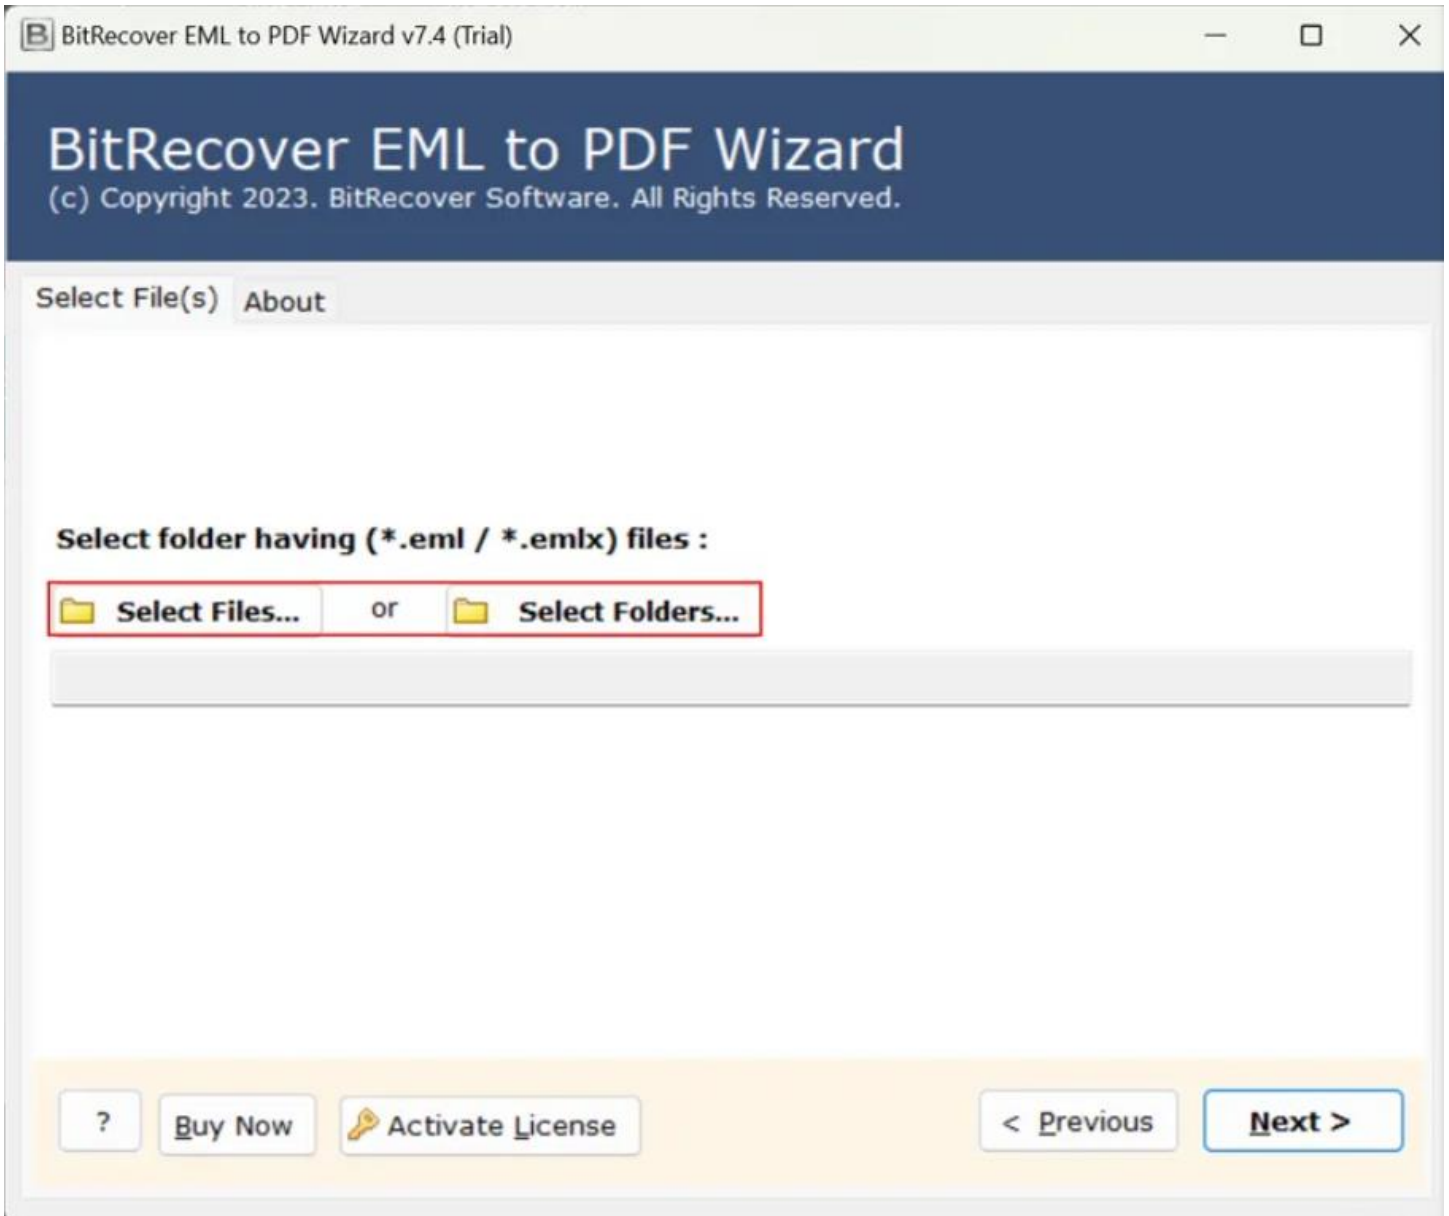 B BitRecover EML to PDF Wizard v7.4 (Trial)
BitRecover EML to PDF Wizard
(c) Copyright 2023. BitRecover Software. All Rights Reserved.
Select File(s) About
Select folder having (*.eml / *.emlx) files :
Select Files... or Select Folders...
? Buy Now Activate License < Previous Next >